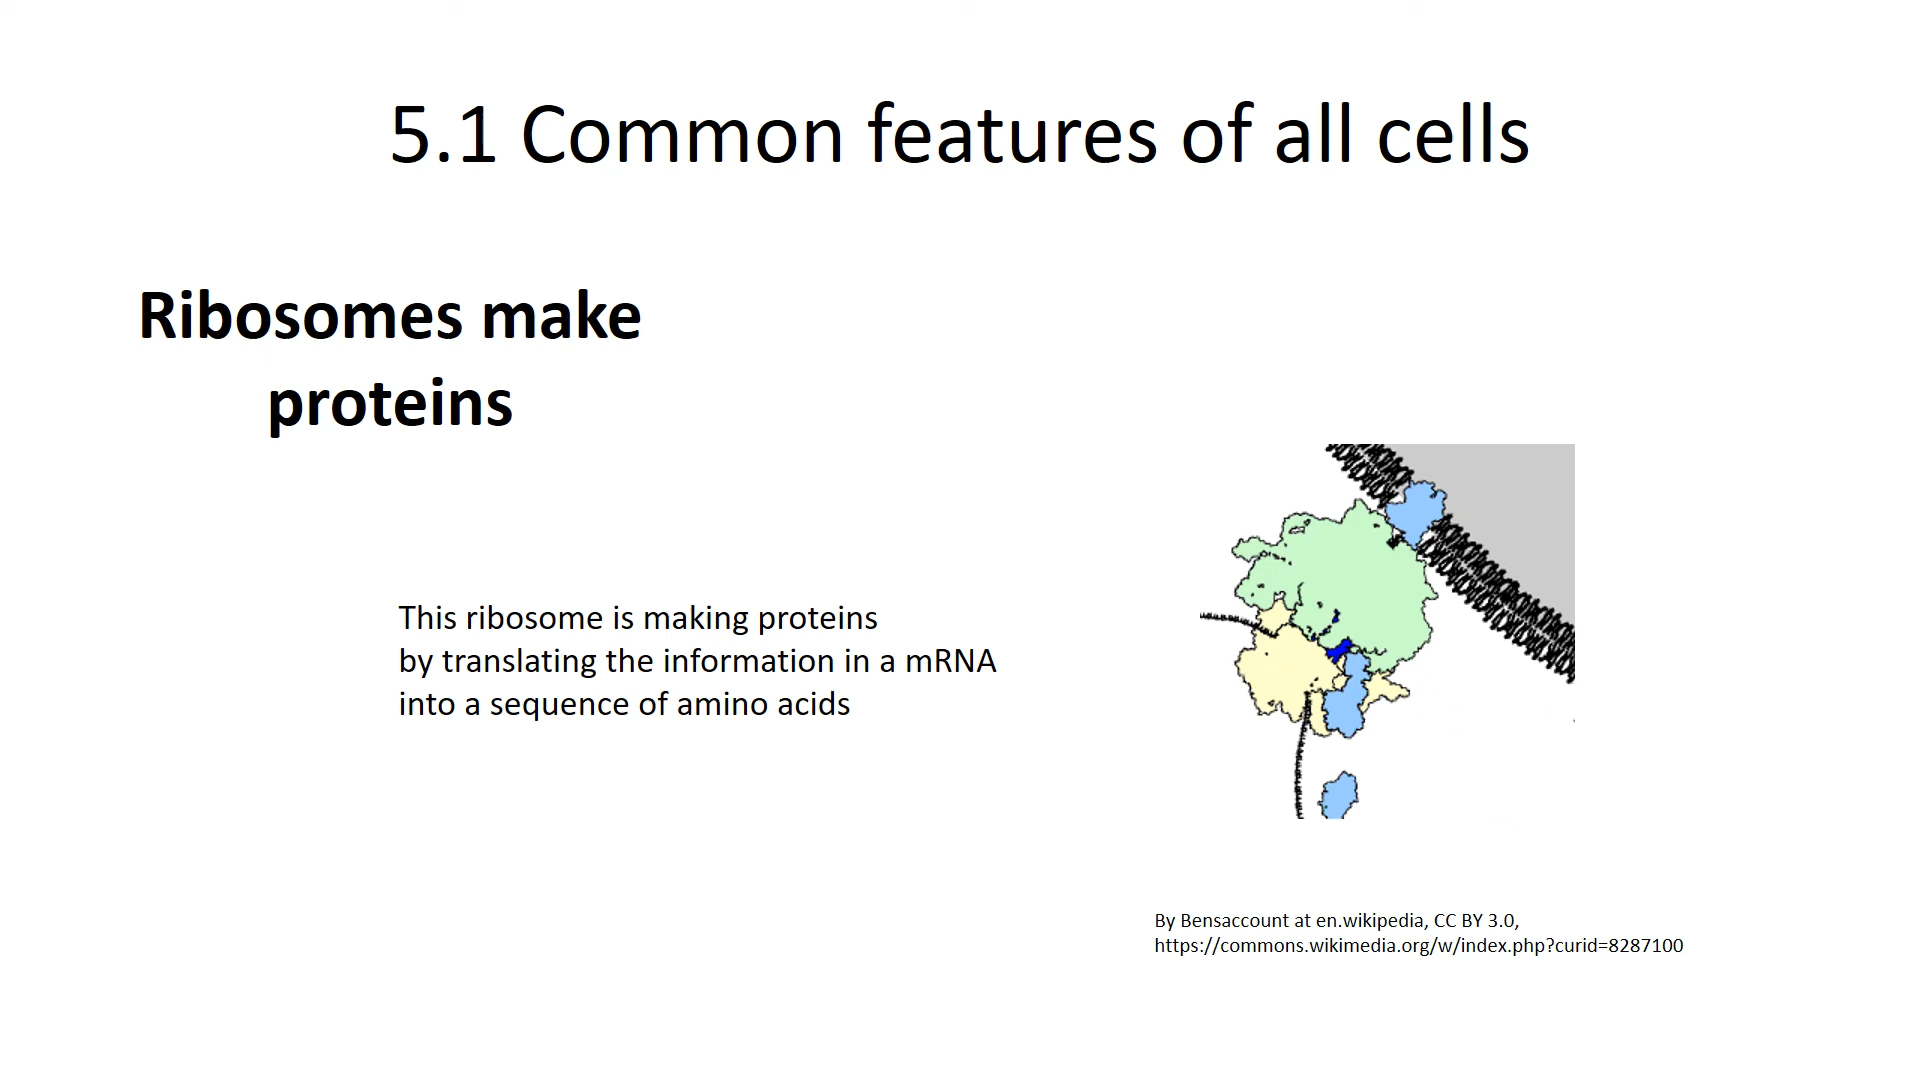 5.1 Common features of all cells
Ribosomes make
proteins
This ribosome is making proteins
by translating the information in a mRNA
into a sequence of amino acids
By Bensaccount at en.wikipedia, CC BY 3.0,
https://commons.wikimedia.org/w/index.php?curid=8287100